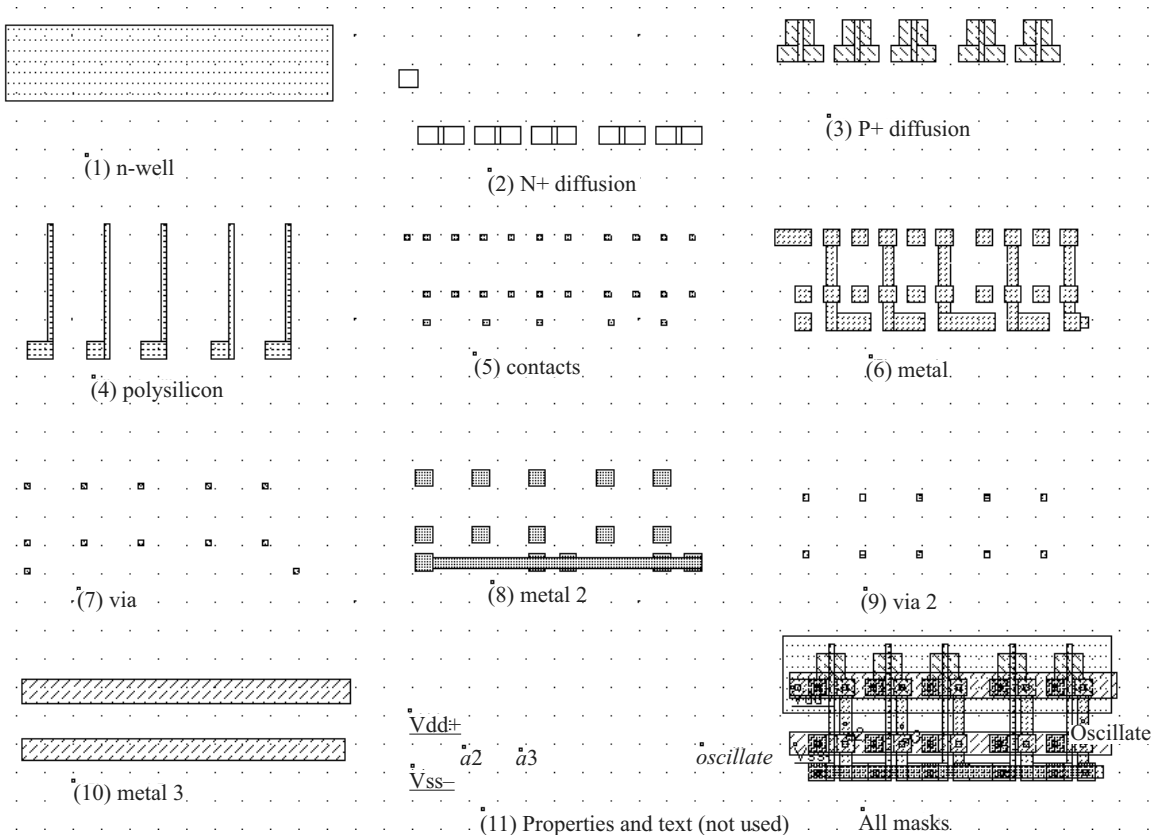 (3) P+ diffusion
(1) n-well
(2) N+ diffusion
(4) polysilicon
(5) contacts
(6) metal
(7) via
(8) metal 2
(9) via 2
Vdd+
a2 a3 oscillate
Vss–
Oscillate
(10) metal 3
(11) Properties and text (not used)
All masks